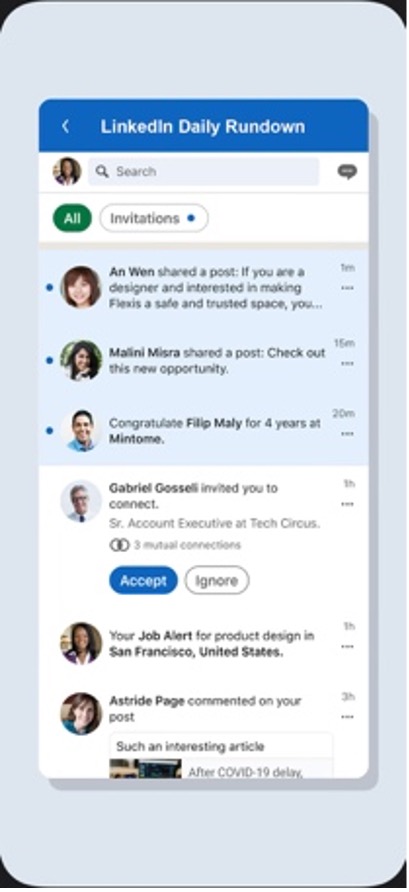 LinkedIn Daily Rundown
Search
All
Invitations
An Wen shared a post: If you are a
1m
designer and interested in making
Flexis a safe and trusted space, you...
Malini Misra shared a post: Check out
15m
this new opportunity.
Congratulate Filip Maly for 4 years at
20m
Mintome.
Gabriel Gosseli invited you to
1h
connect.
Sr. Account Executive at Tech Circus.
3 mutual connections
Accept
Ignore
Your Job Alert for product design in
1h
San Francisco, United States.
Astride Page commented on your
3h
post
Such an interesting article
After COVID-19 delay,